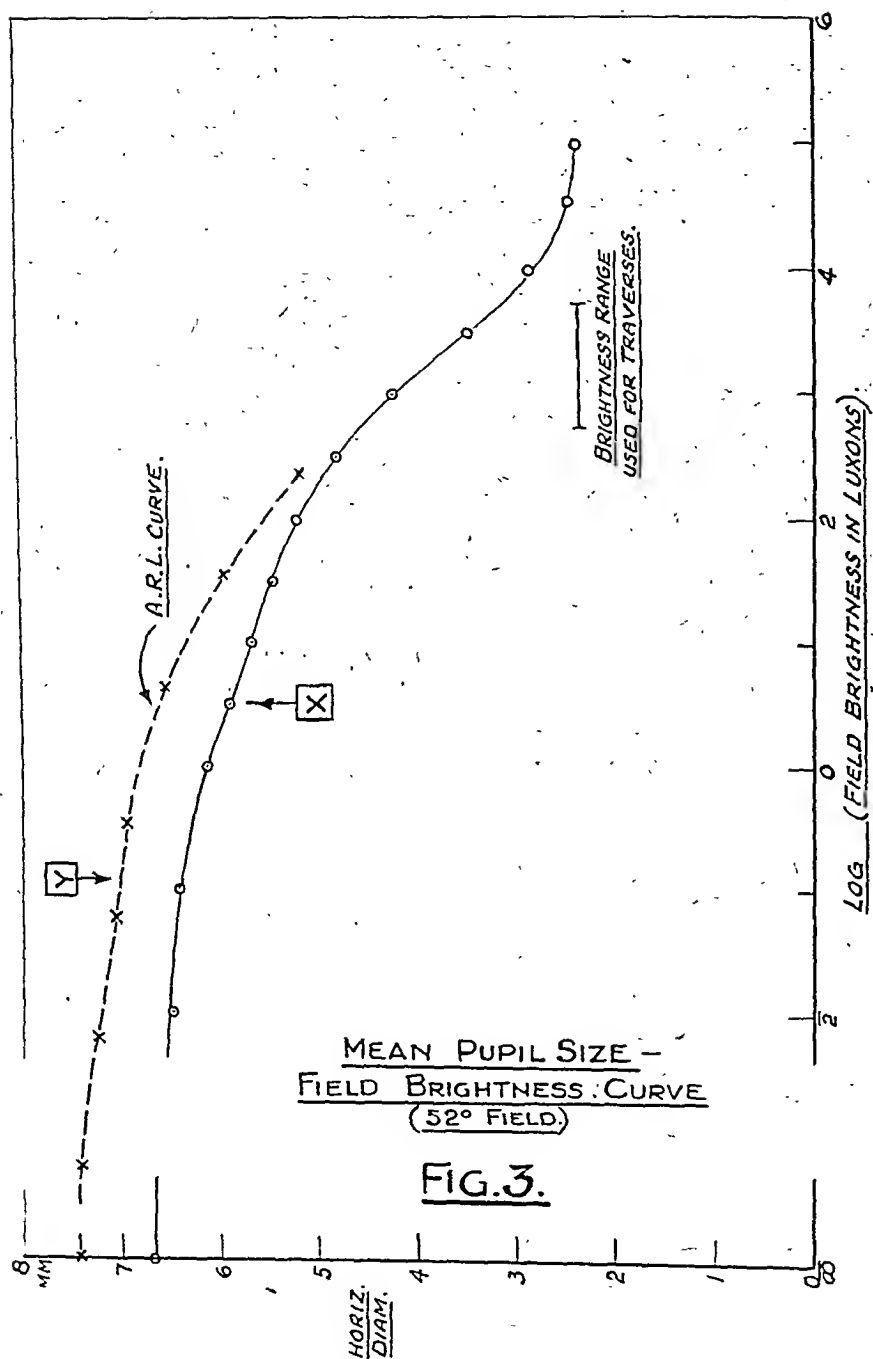 8
MM
7
6
5
4
3
2
1
0
HORIZ.
DIAM.
∞
2̅
0
2
4
6
LOG (FIELD BRIGHTNESS IN LUXONS).
A.R.L. CURVE.
Y
X
BRIGHTNESS RANGE
USED FOR TRAVERSES.
MEAN PUPIL SIZE –
FIELD BRIGHTNESS CURVE
(52° FIELD.)
FIG. 3.